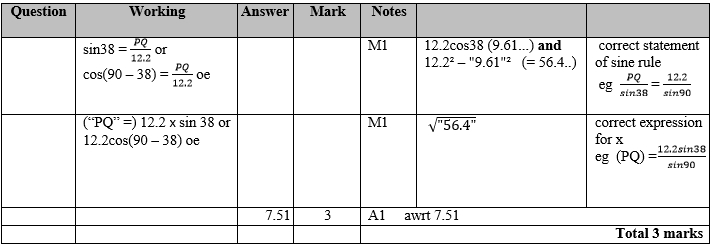 Question Working Answer Mark Notes
sin38 = PQ/12.2 or
cos(90 – 38) = PQ/12.2 oe
M1
12.2cos38 (9.61...) and
12.2² – "9.61"² (= 56.4..)
correct statement
of sine rule
eg PQ/sin38 = 12.2/sin90
("PQ" =) 12.2 x sin 38 or
12.2cos(90 – 38) oe
M1
√"56.4"
correct expression
for x
eg (PQ) = 12.2sin38/sin90
7.51 3 A1 awrt 7.51
Total 3 marks